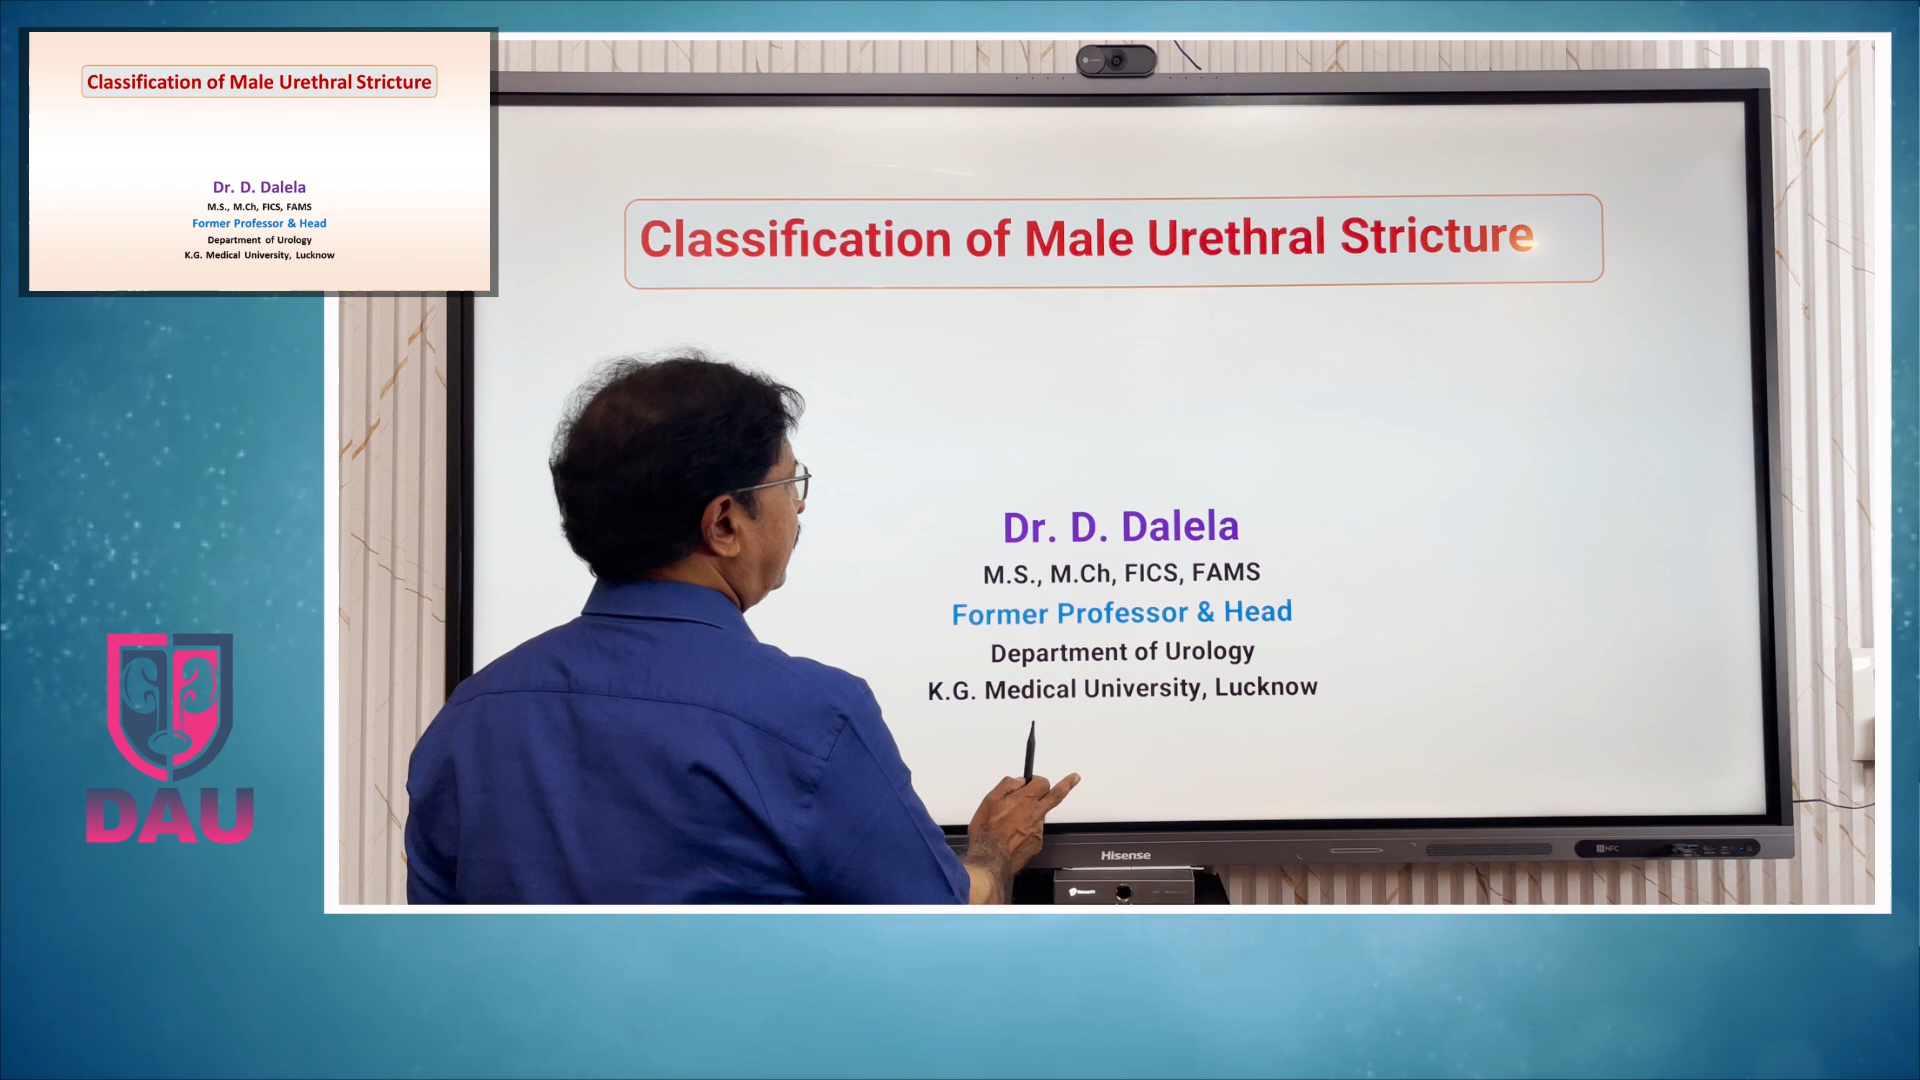 Classification of Male Urethral Stricture
Dr. D. Dalela
M.S., M.Ch, FICS, FAMS
Former Professor & Head
Department of Urology
K.G. Medical University, Lucknow
Classification of Male Urethral Stricture
Dr. D. Dalela
M.S., M.Ch, FICS, FAMS
Former Professor & Head
Department of Urology
K.G. Medical University, Lucknow
Hisense
NFC
DAU